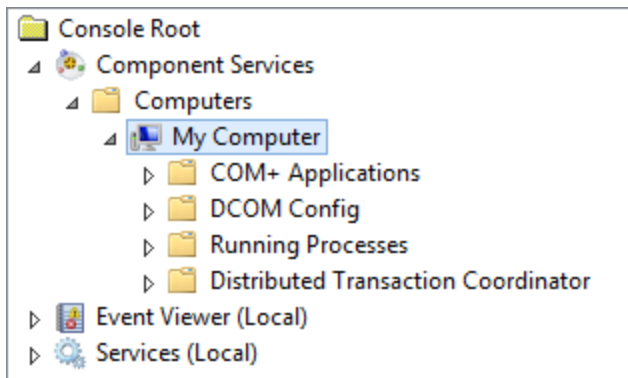 Console Root
Component Services
Computers
My Computer
COM+ Applications
DCOM Config
Running Processes
Distributed Transaction Coordinator
Event Viewer (Local)
Services (Local)